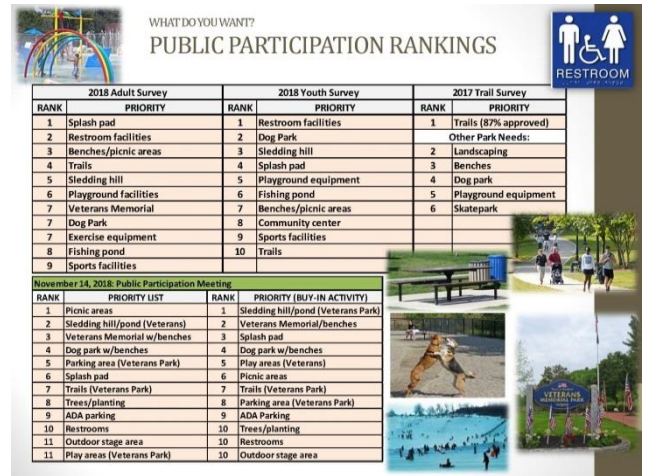 WHAT DO YOU WANT?
PUBLIC PARTICIPATION RANKINGS
RESTROOM
2018 Adult Survey 2018 Youth Survey 2017 Trail Survey
RANK PRIORITY RANK PRIORITY RANK PRIORITY
1 Splash pad 1 Restroom facilities 1 Trails (87% approved)
2 Restroom facilities 2 Dog Park Other Park Needs:
3 Benches/picnic areas 3 Sledding hill 2 Landscaping
4 Trails 4 Splash pad 3 Benches
5 Sledding hill 5 Playground equipment 4 Dog park
6 Playground facilities 6 Fishing pond 5 Playground equipment
7 Veterans Memorial 7 Benches/picnic areas 6 Skatepark
7 Dog Park 8 Community center
7 Exercise equipment 9 Sports facilities
8 Fishing pond 10 Trails
9 Sports facilities
November 14, 2018: Public Participation Meeting
RANK PRIORITY LIST RANK PRIORITY (BUY-IN ACTIVITY)
1 Picnic areas 1 Sledding hill/pond (Veterans Park)
2 Sledding hill/pond (Veterans) 2 Veterans Memorial/benches
3 Veterans Memorial w/benches 3 Splash pad
4 Dog park w/benches 4 Dog park w/benches
5 Parking area (Veterans Park) 5 Play areas (Veterans)
6 Splash pad 6 Picnic areas
7 Trails (Veterans Park) 7 Trails (Veterans Park)
8 Trees/planting 8 Parking area (Veterans Park)
9 ADA parking 9 ADA Parking
10 Restrooms 10 Trees/planting
11 Outdoor stage area 10 Restrooms
11 Play areas (Veterans Park) 10 Outdoor stage area
VETERANS
MEMORIAL PARK